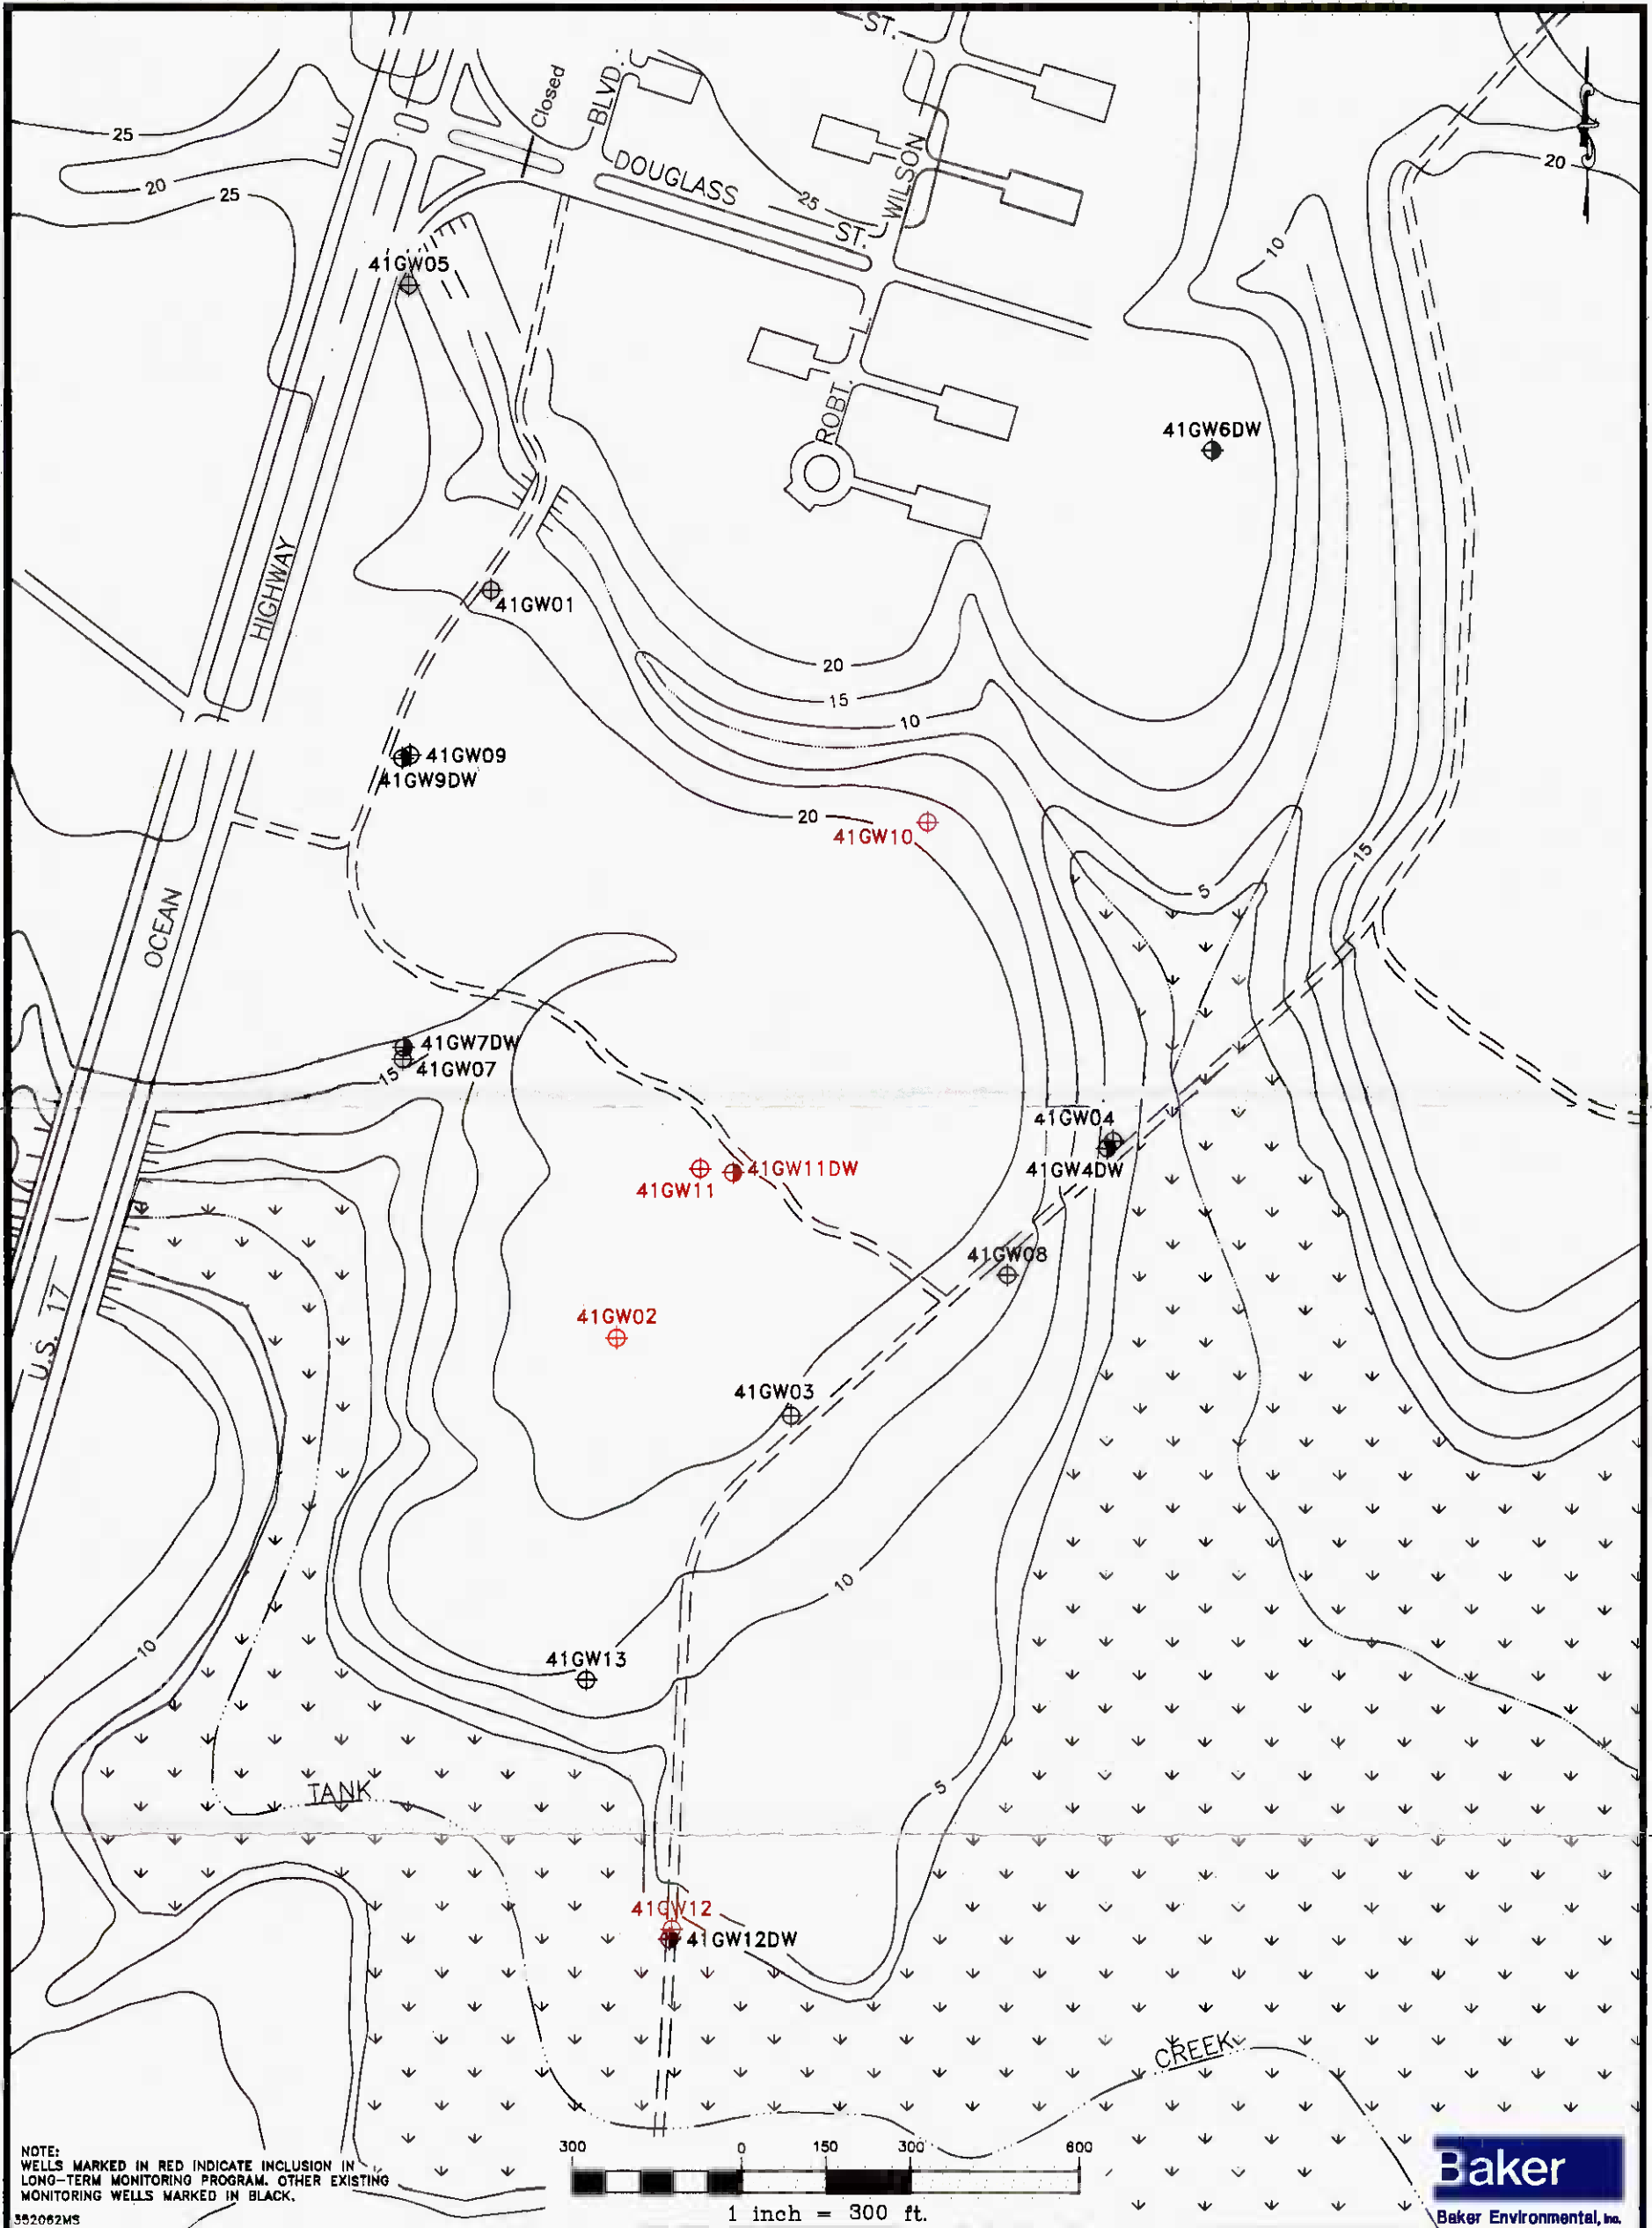 ST.
Closed
BLVD.
25
DOUGLASS
WILSON
20
20
25
25
ST.
10
41GW05
L.
ROBT.
41GW6DW
HIGHWAY
41GW01
20
15
10
41GW09
41GW9DW
20
41GW10
15
5
OCEAN
41GW7DW
15
41GW07
41GW04
41GW11DW
41GW4DW
41GW11
41GW08
U.S. 17
41GW02
41GW03
10
10
41GW13
TANK
5
41GW12
41GW12DW
CREEK
NOTE:
WELLS MARKED IN RED INDICATE INCLUSION IN
LONG-TERM MONITORING PROGRAM. OTHER EXISTING
MONITORING WELLS MARKED IN BLACK.
352062MS
300 0 150 300 600
1 inch = 300 ft.
Baker
Baker Environmental, Inc.